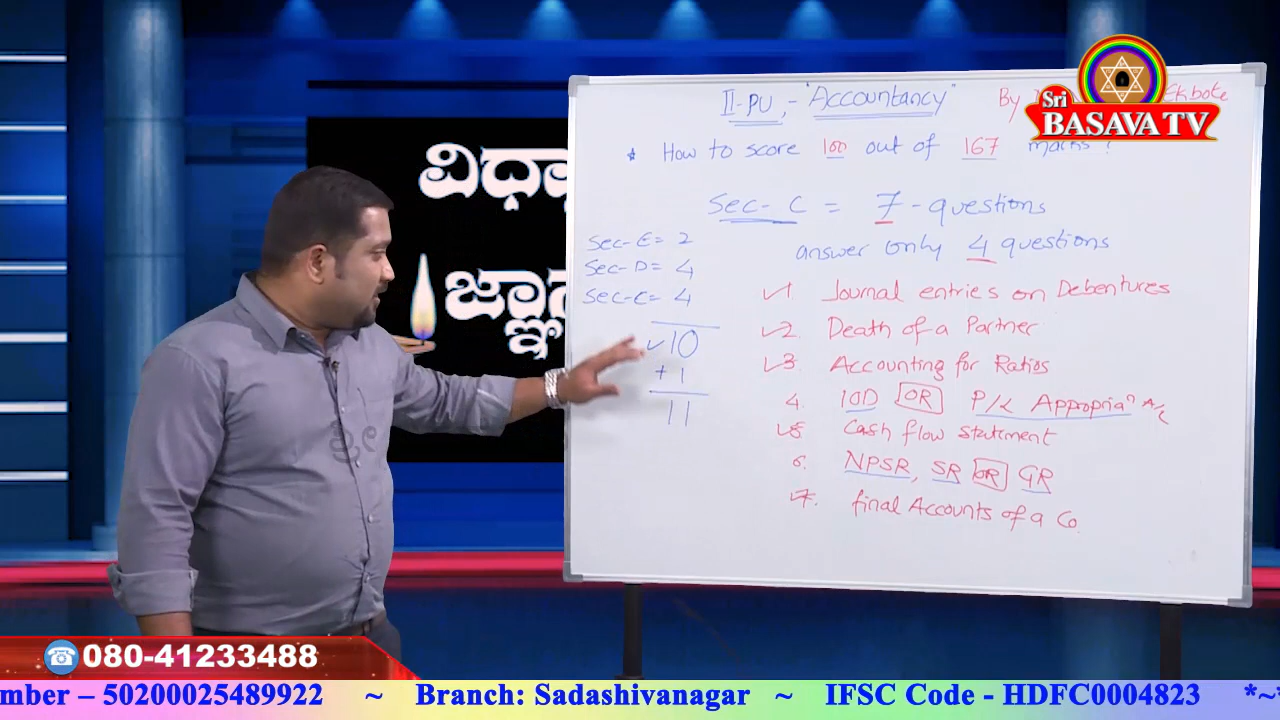 Sri
BASAVA TV
II-PU,- "Accountancy"
By
Ekbote
* How to score 100 out of 167 marks ?
Sec- C = 7-questions
answer only 4 questions
Sec-E= 2
Sec-D= 4
Sec-C= 4
✓10
+ 1
11
✓1. Journal entries on Debentures
✓2. Death of a Partner
✓3. Accounting for Ratios
4. IOD OR P/L Appropriaⁿ A/c
✓5. Cash flow statement
6. NPSR, SR OR GR
7. final Accounts of a Co.
ಜ್ಞಾನ
080-41233488
mber – 50200025489922 ~ Branch: Sadashivanagar ~ IFSC Code - HDFC0004823 *~*